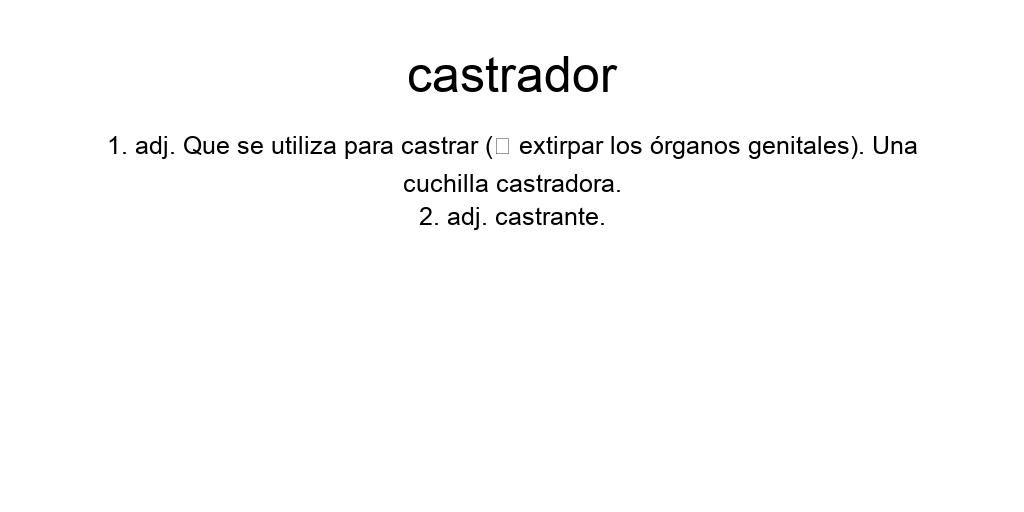 castrador
1. adj. Que se utiliza para castrar (􀀀 extirpar los órganos genitales). Una
cuchilla castradora.
2. adj. castrante.